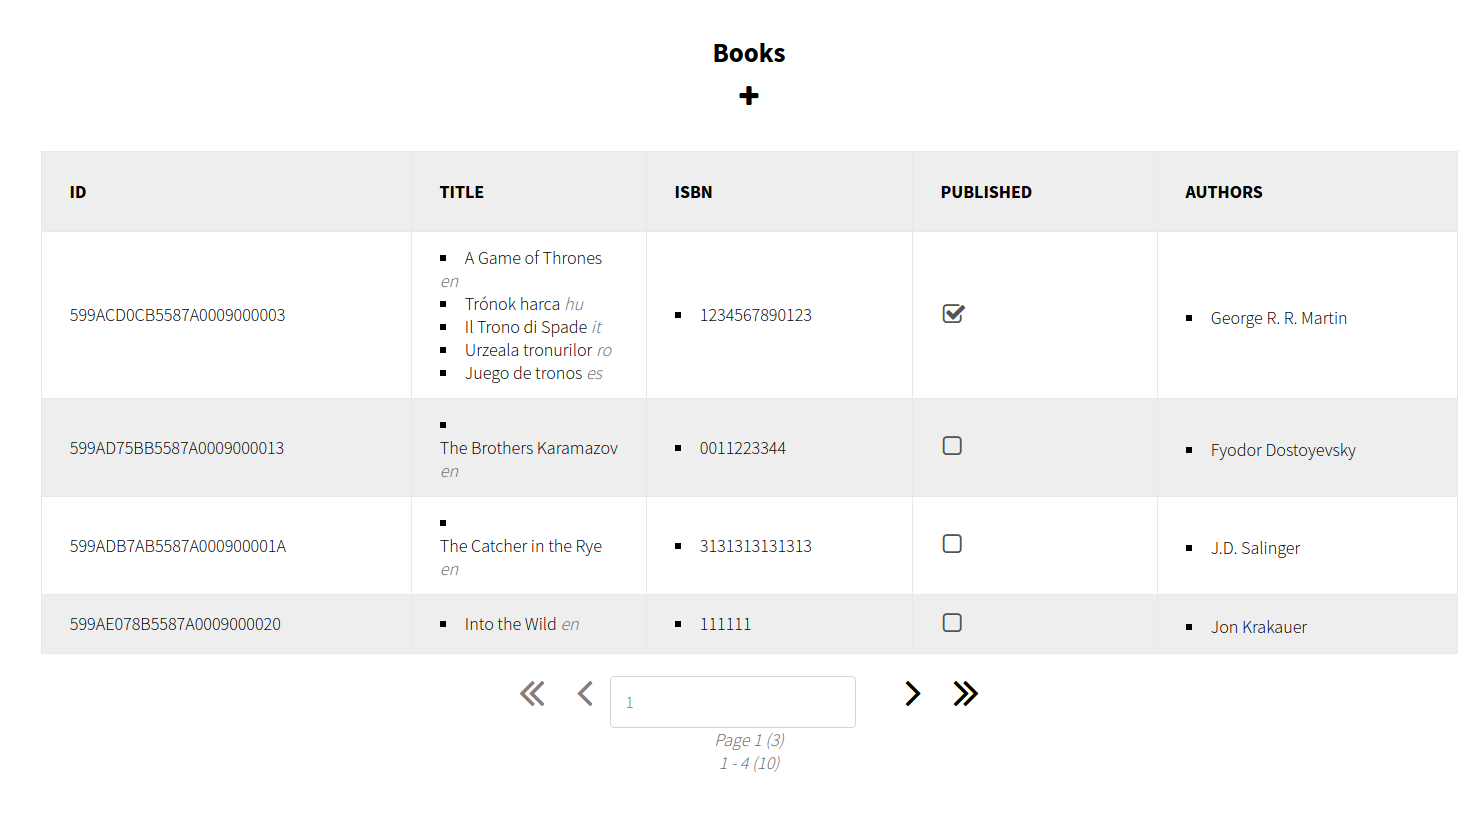 Books
ID TITLE ISBN PUBLISHED AUTHORS
599ACD0CB5587A0009000003
A Game of Thrones
en
Trónok harca hu
Il Trono di Spade it
Urzeala tronurilor ro
Juego de tronos es
1234567890123
George R. R. Martin
599AD75BB5587A0009000013
The Brothers Karamazov
en
0011223344
Fyodor Dostoyevsky
599ADB7AB5587A000900001A
The Catcher in the Rye
en
3131313131313
J.D. Salinger
599AE078B5587A0009000020
Into the Wild en
111111
Jon Krakauer
1
Page 1 (3)
1 - 4 (10)